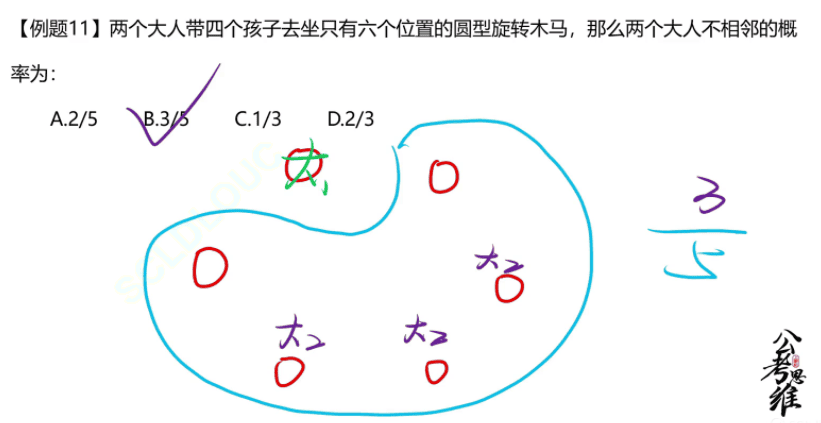 【例题11】两个大人带四个孩子去坐只有六个位置的圆型旋转木马，那么两个大人不相邻的概
率为：
A.2/5 B.3/5 C.1/3 D.2/3
大1
大2
大2 大2
3
5
公考思维